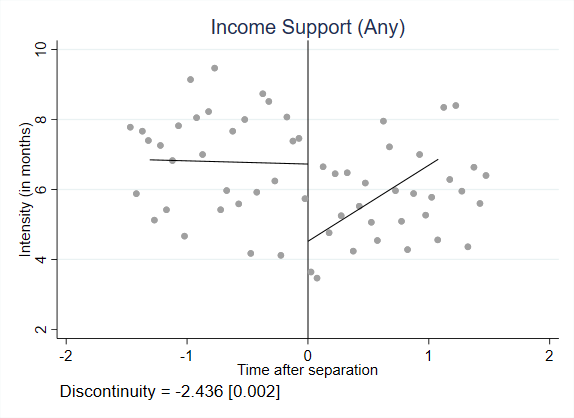 Income Support (Any)
10
8
6
4
2
Intensity (in months)
-2 -1 0 1 2
Time after separation
Discontinuity = -2.436 [0.002]